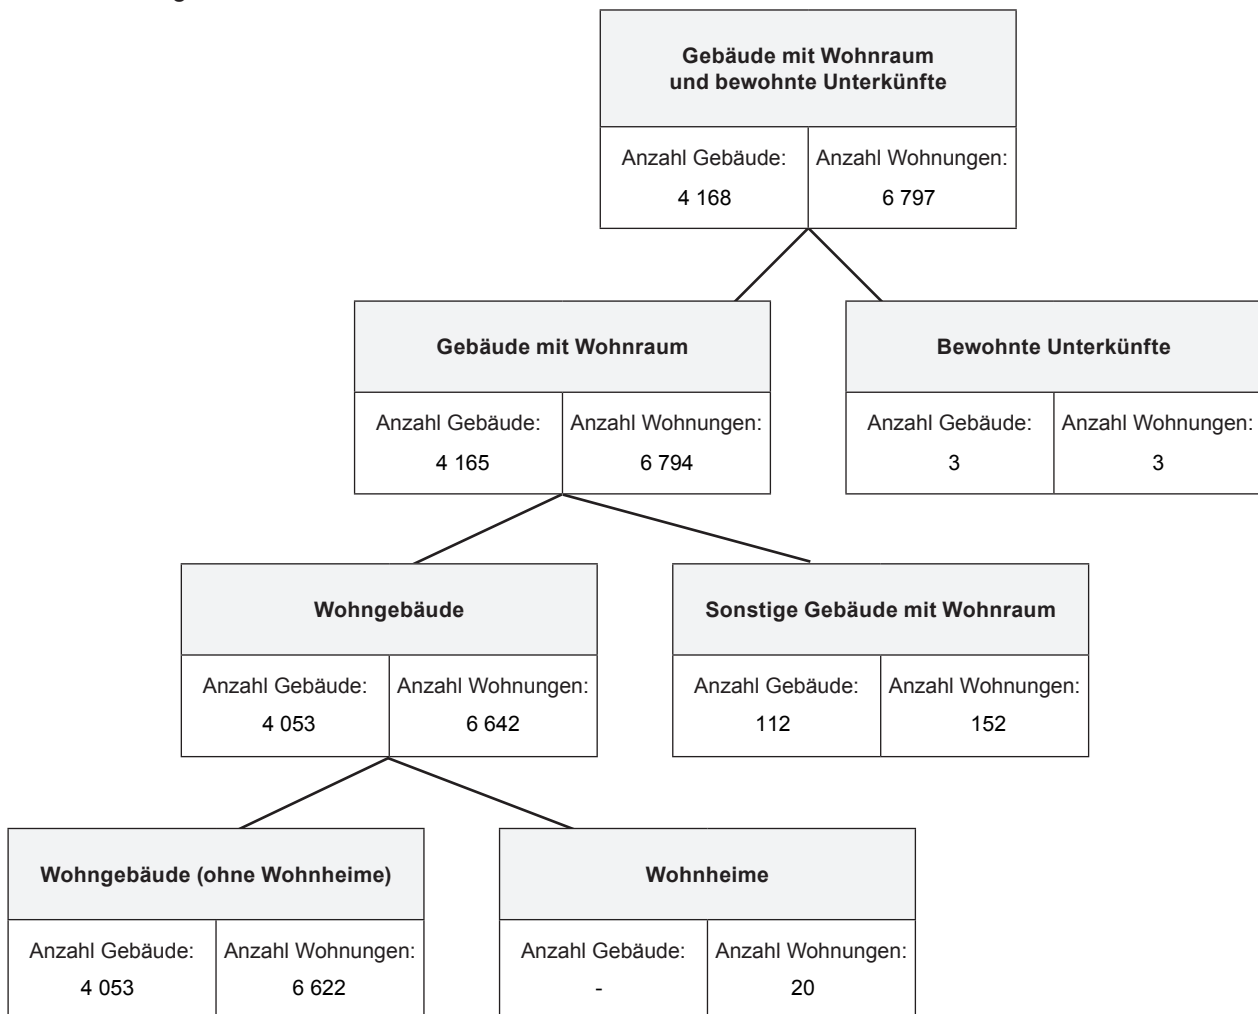 Gebäude mit Wohnraum
und bewohnte Unterkünfte
Anzahl Gebäude: Anzahl Wohnungen:
4 168 6 797
Gebäude mit Wohnraum Bewohnte Unterkünfte
Anzahl Gebäude: Anzahl Wohnungen: Anzahl Gebäude: Anzahl Wohnungen:
4 165 6 794 3 3
Wohngebäude Sonstige Gebäude mit Wohnraum
Anzahl Gebäude: Anzahl Wohnungen: Anzahl Gebäude: Anzahl Wohnungen:
4 053 6 642 112 152
Wohngebäude (ohne Wohnheime) Wohnheime
Anzahl Gebäude: Anzahl Wohnungen: Anzahl Gebäude: Anzahl Wohnungen:
4 053 6 622 - 20